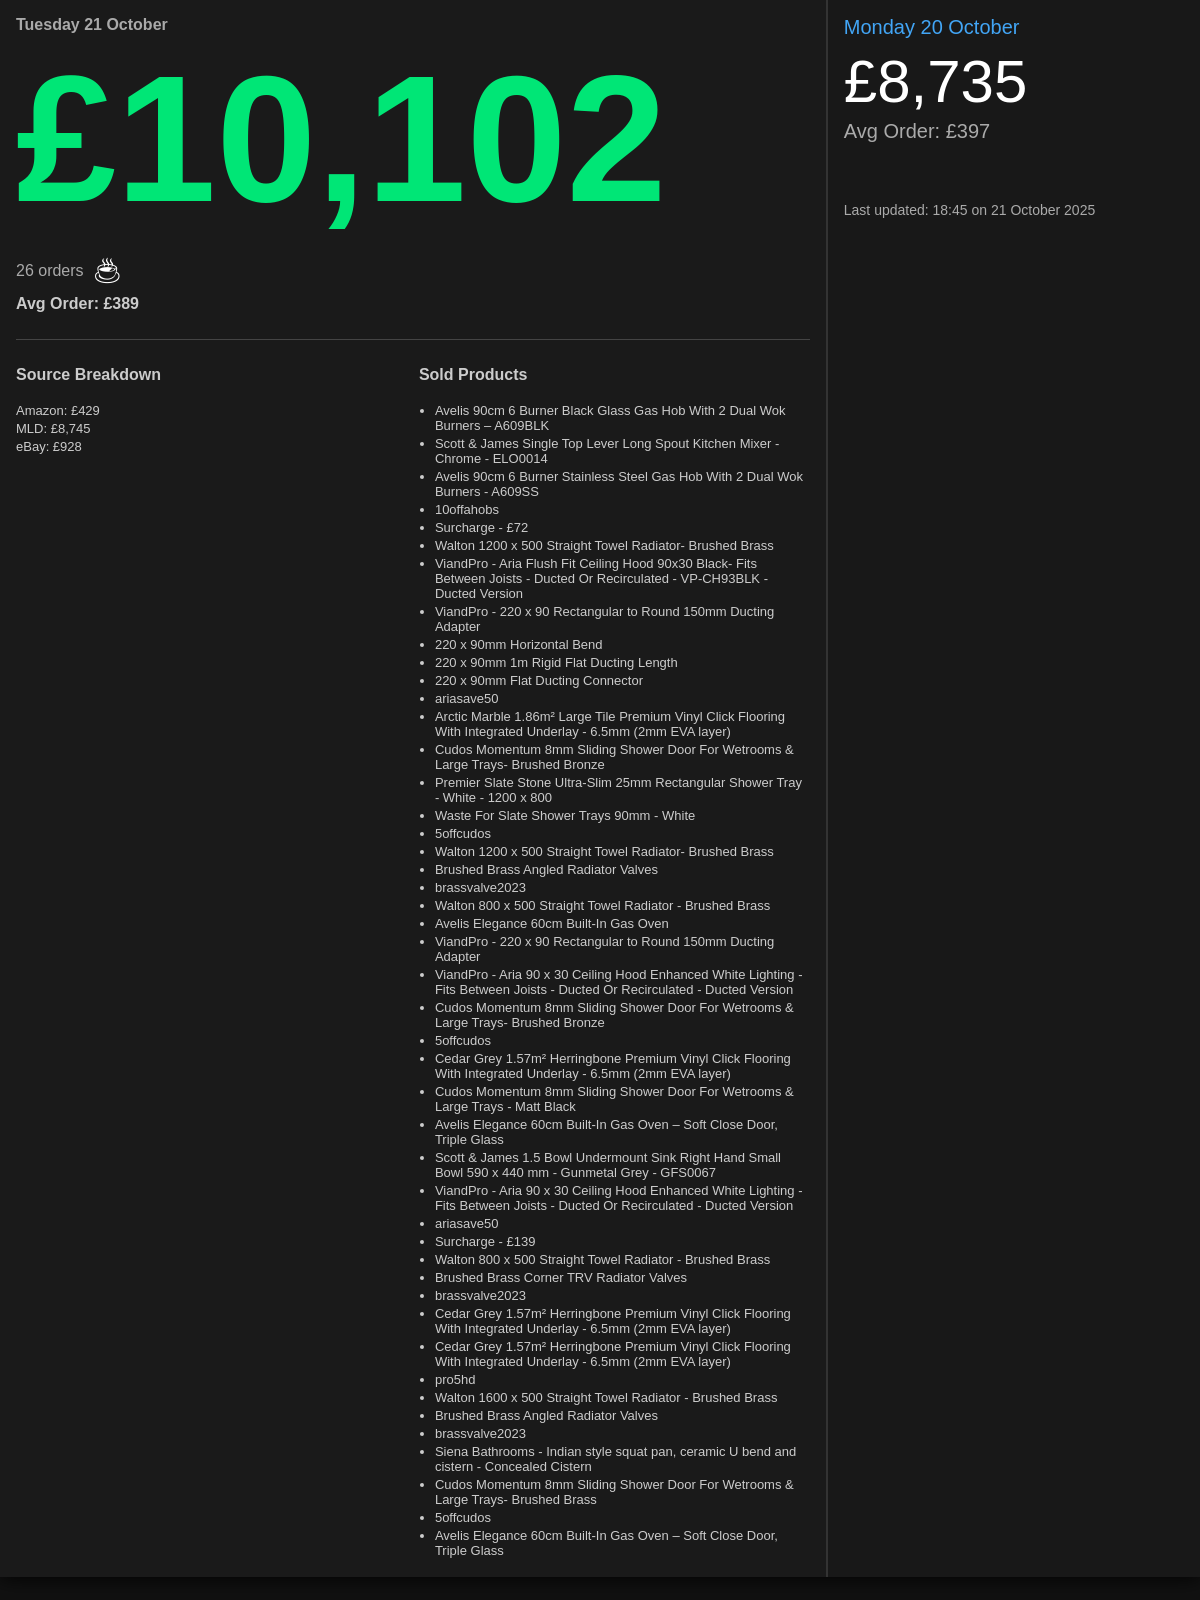 Tuesday 21 October
£10,102
26 orders
Avg Order: £389
Source Breakdown
Amazon: £429
MLD: £8,745
eBay: £928
Sold Products
Avelis 90cm 6 Burner Black Glass Gas Hob With 2 Dual Wok
Burners – A609BLK
Scott & James Single Top Lever Long Spout Kitchen Mixer -
Chrome - ELO0014
Avelis 90cm 6 Burner Stainless Steel Gas Hob With 2 Dual Wok
Burners - A609SS
10offahobs
Surcharge - £72
Walton 1200 x 500 Straight Towel Radiator- Brushed Brass
ViandPro - Aria Flush Fit Ceiling Hood 90x30 Black- Fits
Between Joists - Ducted Or Recirculated - VP-CH93BLK -
Ducted Version
ViandPro - 220 x 90 Rectangular to Round 150mm Ducting
Adapter
220 x 90mm Horizontal Bend
220 x 90mm 1m Rigid Flat Ducting Length
220 x 90mm Flat Ducting Connector
ariasave50
Arctic Marble 1.86m² Large Tile Premium Vinyl Click Flooring
With Integrated Underlay - 6.5mm (2mm EVA layer)
Cudos Momentum 8mm Sliding Shower Door For Wetrooms &
Large Trays- Brushed Bronze
Premier Slate Stone Ultra-Slim 25mm Rectangular Shower Tray
- White - 1200 x 800
Waste For Slate Shower Trays 90mm - White
5offcudos
Walton 1200 x 500 Straight Towel Radiator- Brushed Brass
Brushed Brass Angled Radiator Valves
brassvalve2023
Walton 800 x 500 Straight Towel Radiator - Brushed Brass
Avelis Elegance 60cm Built-In Gas Oven
ViandPro - 220 x 90 Rectangular to Round 150mm Ducting
Adapter
ViandPro - Aria 90 x 30 Ceiling Hood Enhanced White Lighting -
Fits Between Joists - Ducted Or Recirculated - Ducted Version
Cudos Momentum 8mm Sliding Shower Door For Wetrooms &
Large Trays- Brushed Bronze
5offcudos
Cedar Grey 1.57m² Herringbone Premium Vinyl Click Flooring
With Integrated Underlay - 6.5mm (2mm EVA layer)
Cudos Momentum 8mm Sliding Shower Door For Wetrooms &
Large Trays - Matt Black
Avelis Elegance 60cm Built-In Gas Oven – Soft Close Door,
Triple Glass
Scott & James 1.5 Bowl Undermount Sink Right Hand Small
Bowl 590 x 440 mm - Gunmetal Grey - GFS0067
ViandPro - Aria 90 x 30 Ceiling Hood Enhanced White Lighting -
Fits Between Joists - Ducted Or Recirculated - Ducted Version
ariasave50
Surcharge - £139
Walton 800 x 500 Straight Towel Radiator - Brushed Brass
Brushed Brass Corner TRV Radiator Valves
brassvalve2023
Cedar Grey 1.57m² Herringbone Premium Vinyl Click Flooring
With Integrated Underlay - 6.5mm (2mm EVA layer)
Cedar Grey 1.57m² Herringbone Premium Vinyl Click Flooring
With Integrated Underlay - 6.5mm (2mm EVA layer)
pro5hd
Walton 1600 x 500 Straight Towel Radiator - Brushed Brass
Brushed Brass Angled Radiator Valves
brassvalve2023
Siena Bathrooms - Indian style squat pan, ceramic U bend and
cistern - Concealed Cistern
Cudos Momentum 8mm Sliding Shower Door For Wetrooms &
Large Trays- Brushed Brass
5offcudos
Avelis Elegance 60cm Built-In Gas Oven – Soft Close Door,
Triple Glass
Monday 20 October
£8,735
Avg Order: £397
Last updated: 18:45 on 21 October 2025